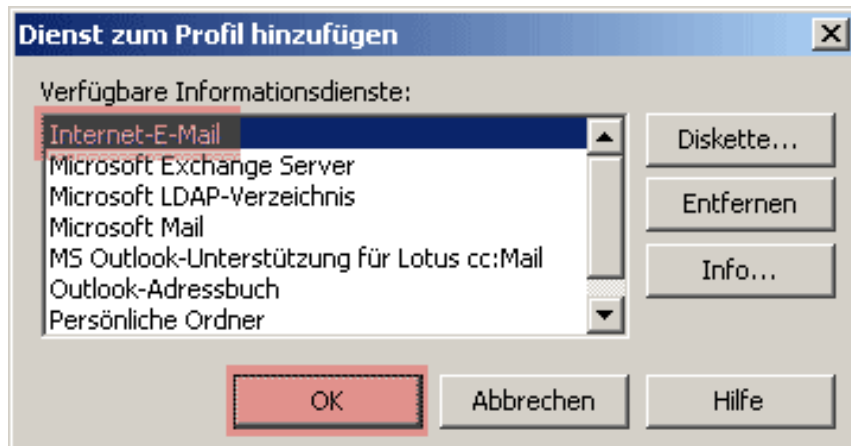 Dienst zum Profil hinzufügen
Verfügbare Informationsdienste:
Internet-E-Mail
Microsoft Exchange Server
Microsoft LDAP-Verzeichnis
Microsoft Mail
MS Outlook-Unterstützung für Lotus cc:Mail
Outlook-Adressbuch
Persönliche Ordner
Diskette...
Entfernen
Info...
OK
Abbrechen
Hilfe